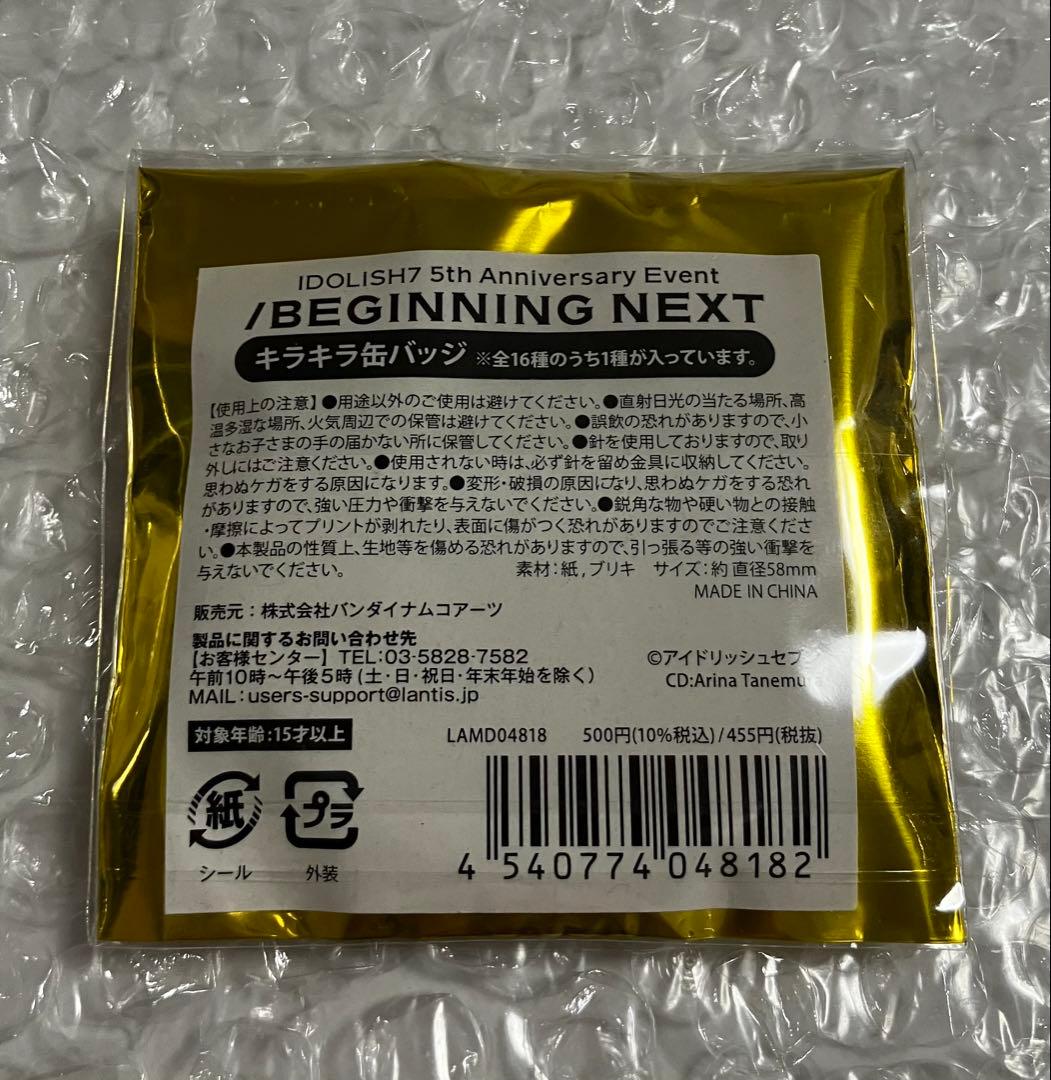 IDOLISH7 5th Anniversary Event
/BEGINNING NEXT
キラキラ缶バッジ ※全16種のうち1種が入っています。
【使用上の注意】●用途以外のご使用は避けてください。●直射日光の当たる場所、高
温多湿な場所、火気周辺での保管は避けてください。●誤飲の恐れがありますので、小
さなお子さまの手の届かない所に保管してください。●針を使用しておりますので、取り
外しにはご注意ください。●使用されない時は、必ず針を留め金具に収納してください。
思わぬケガをする原因になります。●変形・破損の原因になり、思わぬケガをする恐れ
がありますので、強い圧力や衝撃を与えないでください。●鋭角な物や硬い物との接触
・摩擦によってプリントが剥れたり、表面に傷がつく恐れがありますのでご注意くださ
い。●本製品の性質上、生地等を傷める恐れがありますので、引っ張る等の強い衝撃を
与えないでください。 素材：紙，ブリキ サイズ：約 直径58mm
MADE IN CHINA
販売元：株式会社バンダイナムコアーツ
製品に関するお問い合わせ先
【お客様センター】 TEL：03-5828-7582
午前10時〜午後5時（土・日・祝日・年末年始を除く）
MAIL：users-support@lantis.jp
©アイドリッシュセブン
CD:Arina Tanemura
対象年齢：15才以上
LAMD04818 500円(10%税込)/455円(税抜)
紙 プラ
シール 外装
4 540774 048182